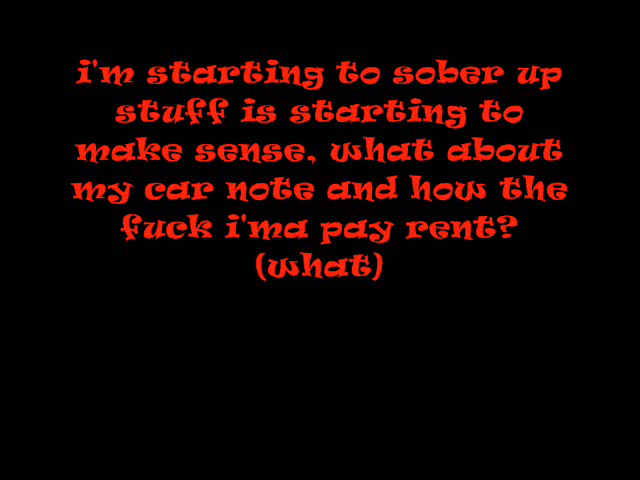 i'm starting to sober up
stuff is starting to
make sense, what about
my car note and how the
fuck i'ma pay rent?
(what)